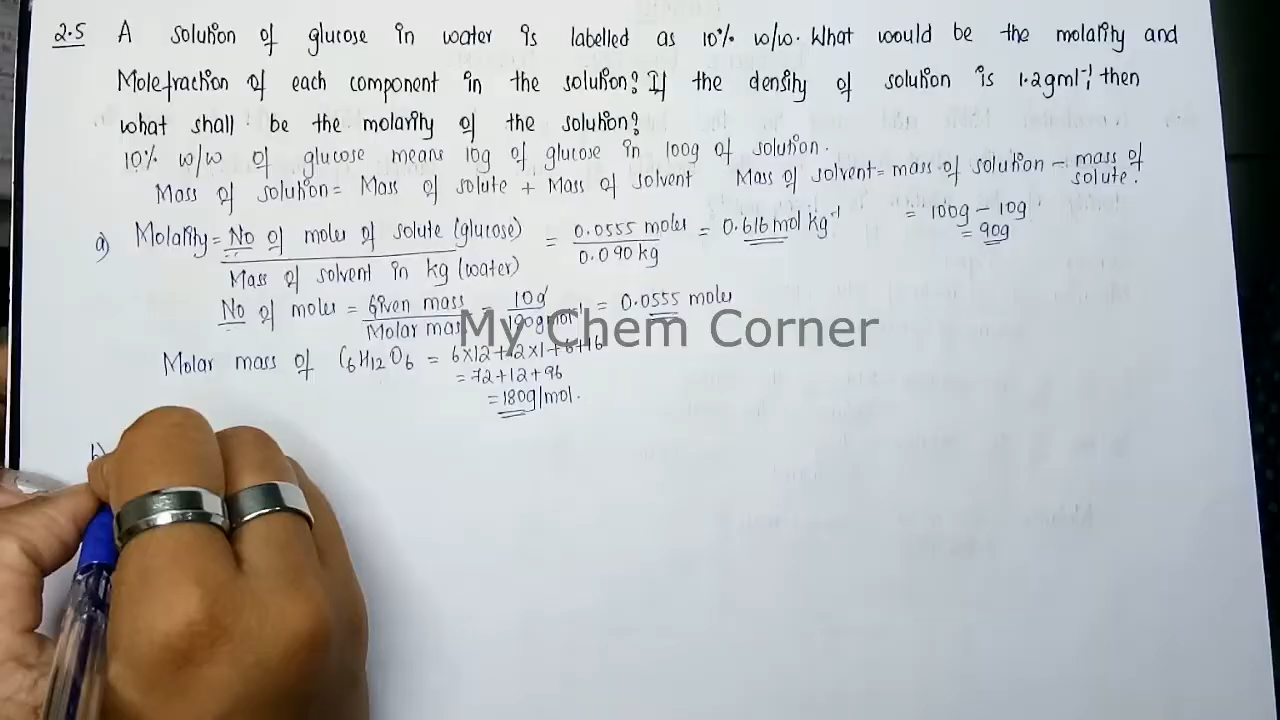 2.5 A solution of glucose in water is labelled as 10% w/w. What would be the molality and
Molefraction of each component in the solution? If the density of solution is 1.2gml⁻¹, then
what shall be the molarity of the solution?
10% w/w of glucose means 10g of glucose in 100g of solution.
Mass of solution = Mass of solute + Mass of solvent Mass of solvent = mass of solution - mass of solute.
= 100g - 10g
= 90g
a) Molality = No of moles of solute (glucose) / Mass of solvent in kg (water) = 0.0555 moles / 0.090kg = 0.616 mol kg⁻¹
No of moles = Given mass / Molar mass = 10g / 180gmol⁻¹ = 0.0555 moles
My Chem Corner
Molar mass of C6H12O6 = 6×12+12×1+6+16
= 72+12+96
= 180g/mol.
b)